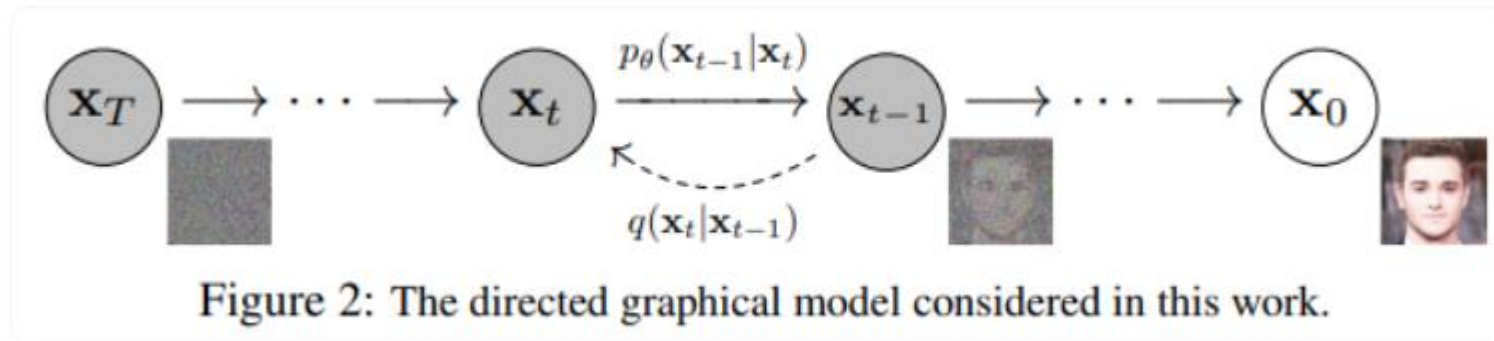 p_θ(x_{t−1}|x_t)
x_T ⟶ ··· ⟶ x_t ⟶ x_{t−1} ⟶ ··· ⟶ x_0
q(x_t|x_{t−1})
Figure 2: The directed graphical model considered in this work.